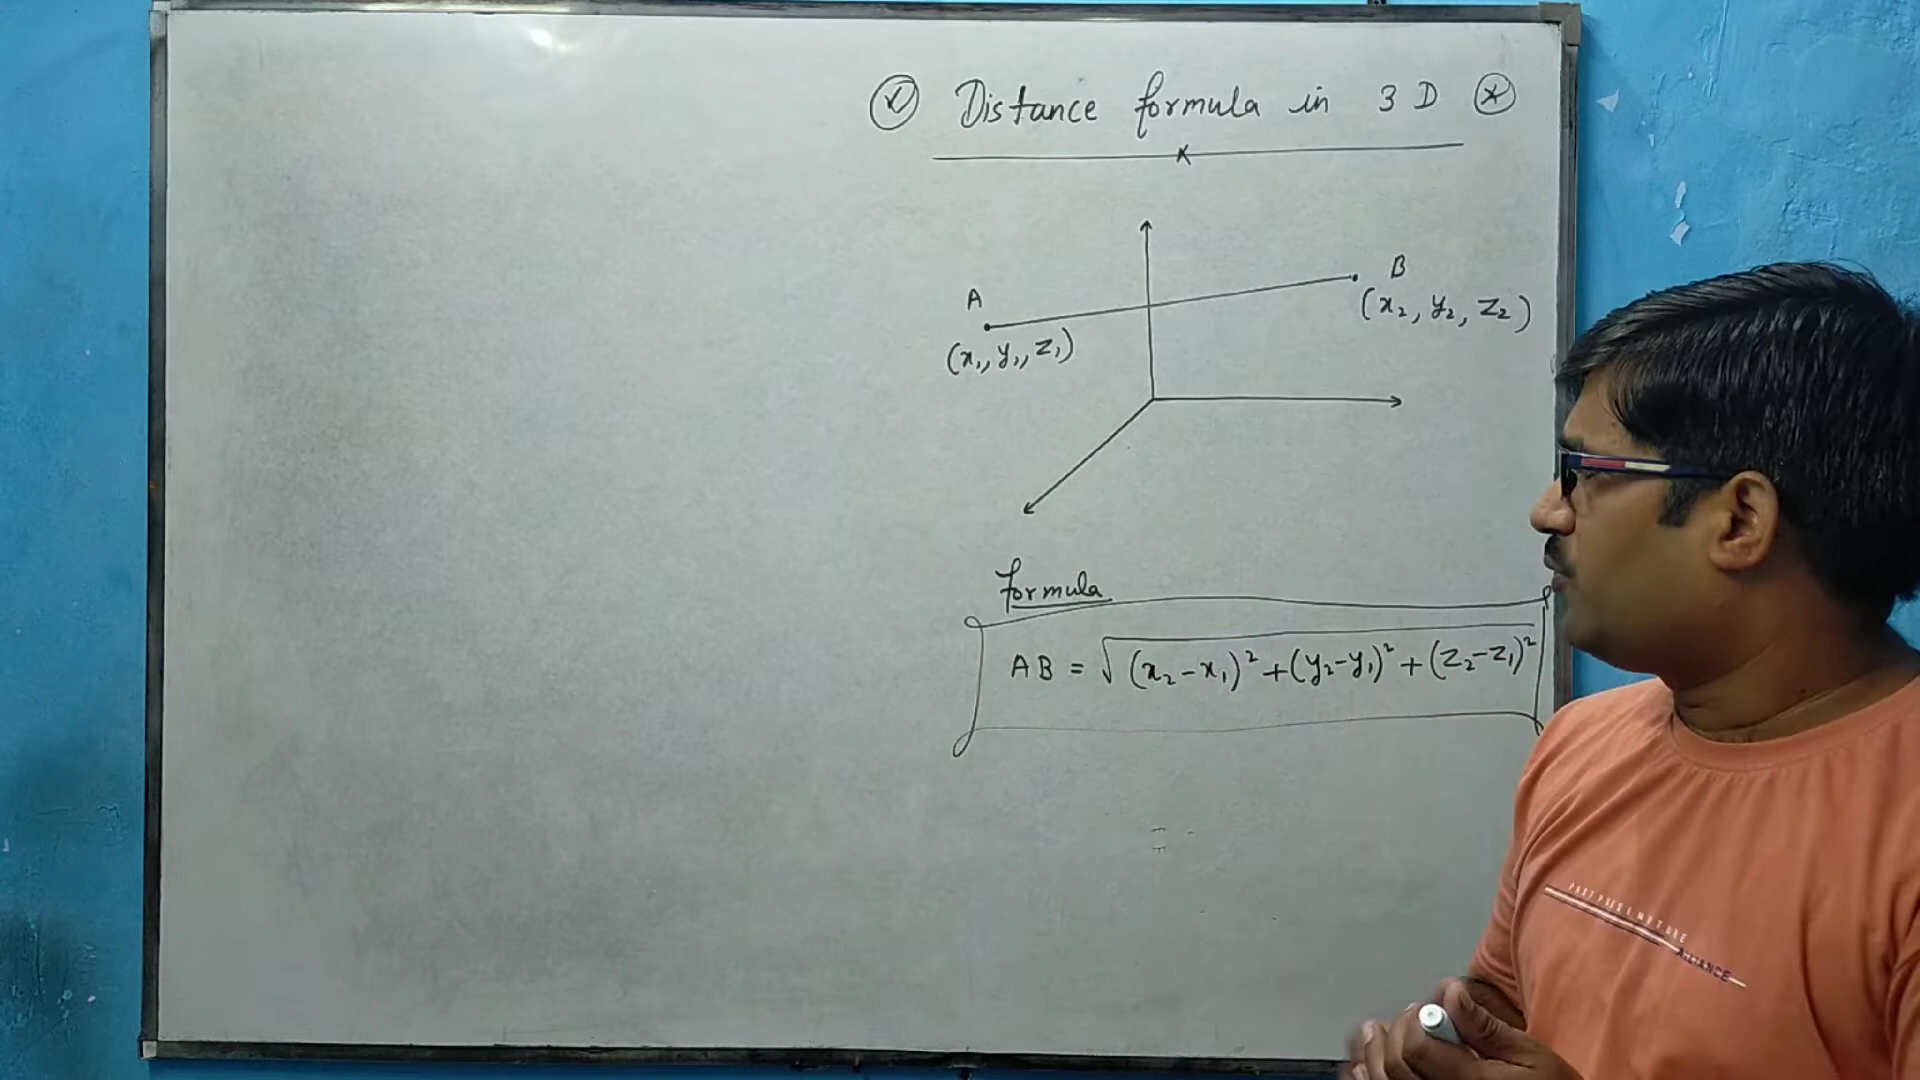 Distance formula in 3 D
A
B
(x₁, y₁, z₁)
(x₂, y₂, z₂)
formula
AB = √(x₂-x₁)² + (y₂-y₁)² + (z₂-z₁)²
ALLIANCE